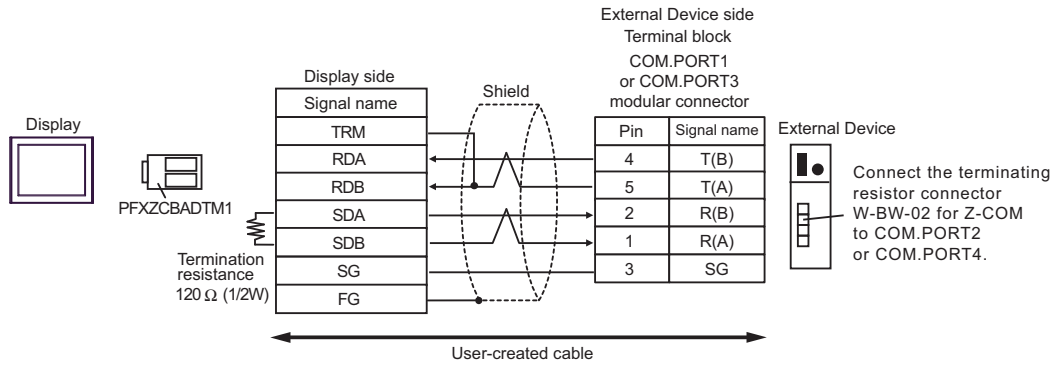 External Device side
Terminal block
COM.PORT1
or COM.PORT3
modular connector
Display side
Shield
Signal name
Display
TRM
Pin
Signal name
External Device
RDA
4
T(B)
RDB
5
T(A)
PFXZCBADTM1
SDA
2
R(B)
SDB
1
R(A)
SG
3
SG
FG
Termination
resistance
120 Ω (1/2W)
Connect the terminating
resistor connector
W-BW-02 for Z-COM
to COM.PORT2
or COM.PORT4.
User-created cable